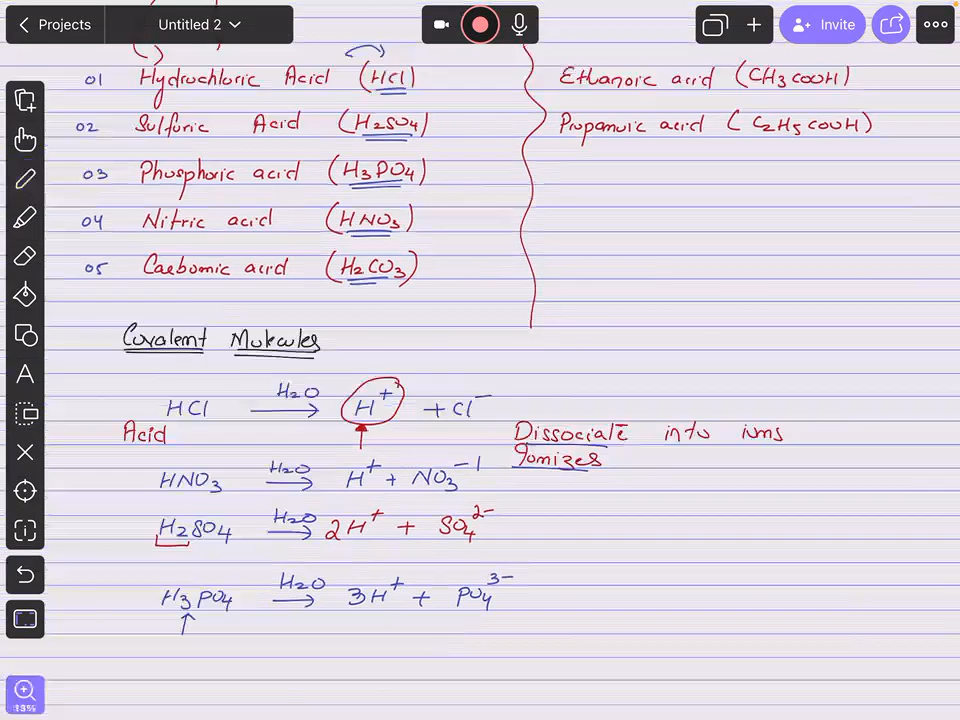 Projects
Untitled 2
Invite
01 Hydrochloric Acid (HCl)
02 Sulfuric Acid (H2SO4)
03 Phosphoric acid (H3PO4)
04 Nitric acid (HNO3)
05 Carbomic acid (H2CO3)
Ethanoic acid (CH3COOH)
Propanoic acid (C2H5COOH)
Covalent Molecules
HCl H2O → H+ + Cl−
Acid
Dissociate into ions
Ionizes
HNO3 H2O → H+ + NO3−1
H2SO4 H2O → 2H+ + SO4 2−
H3PO4 H2O → 3H+ + PO4 3−
13%